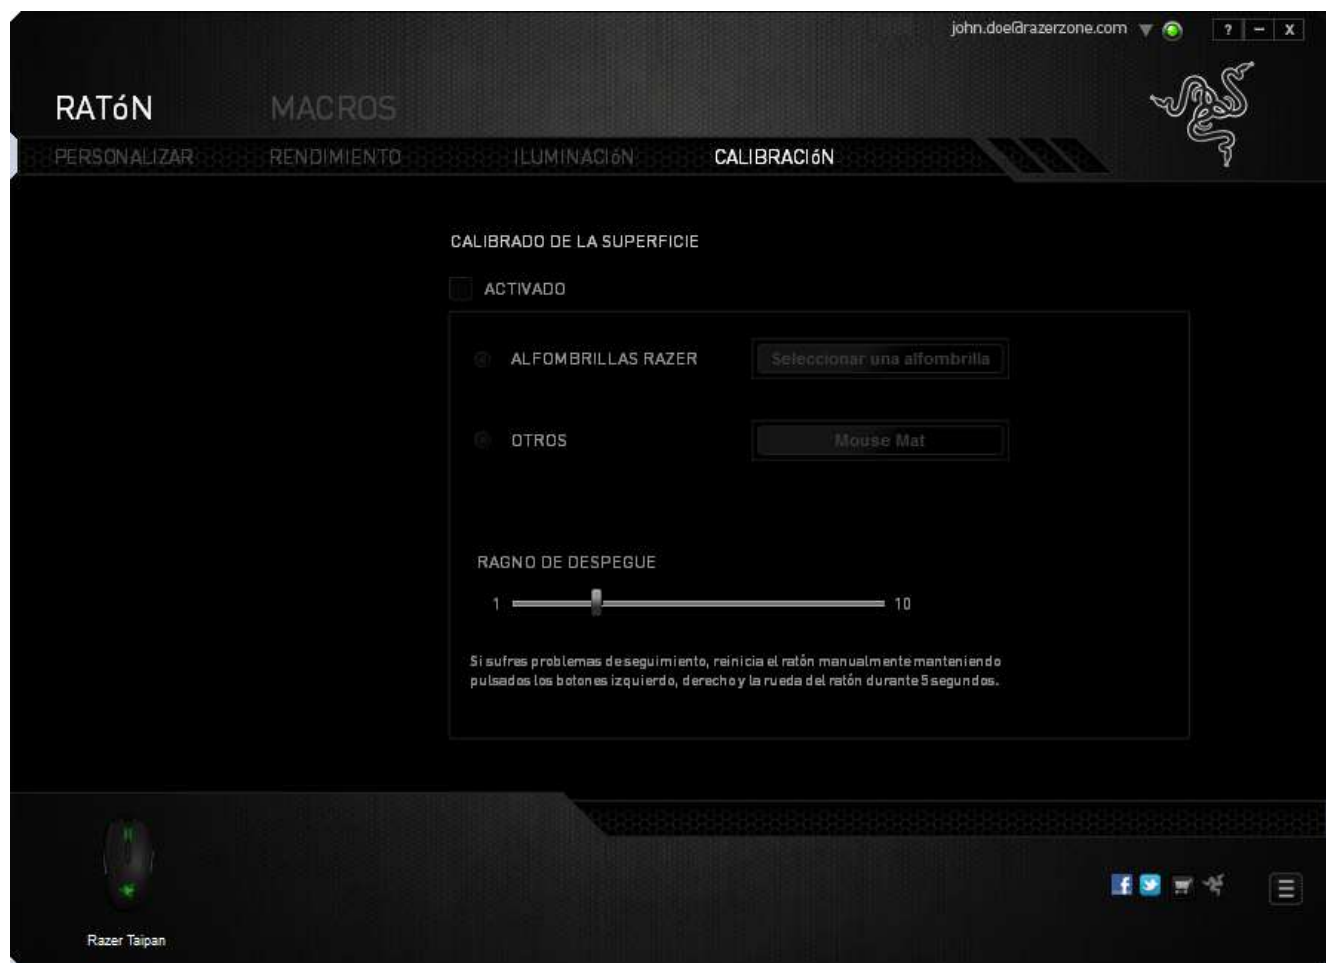 john.doe@razerzone.com
? – X
RATóN MACROS
PERSONALIZAR RENDIMIENTO ILUMINACIóN CALIBRACIóN
CALIBRADO DE LA SUPERFICIE
ACTIVADO
ALFOMBRILLAS RAZER Seleccionar una alfombrilla
OTROS Mouse Mat
RAGNO DE DESPEGUE
1 10
Si sufres problemas de seguimiento, reinicia el ratón manualmente manteniendo
pulsados los botones izquierdo, derecho y la rueda del ratón durante 5 segundos.
Razer Taipan